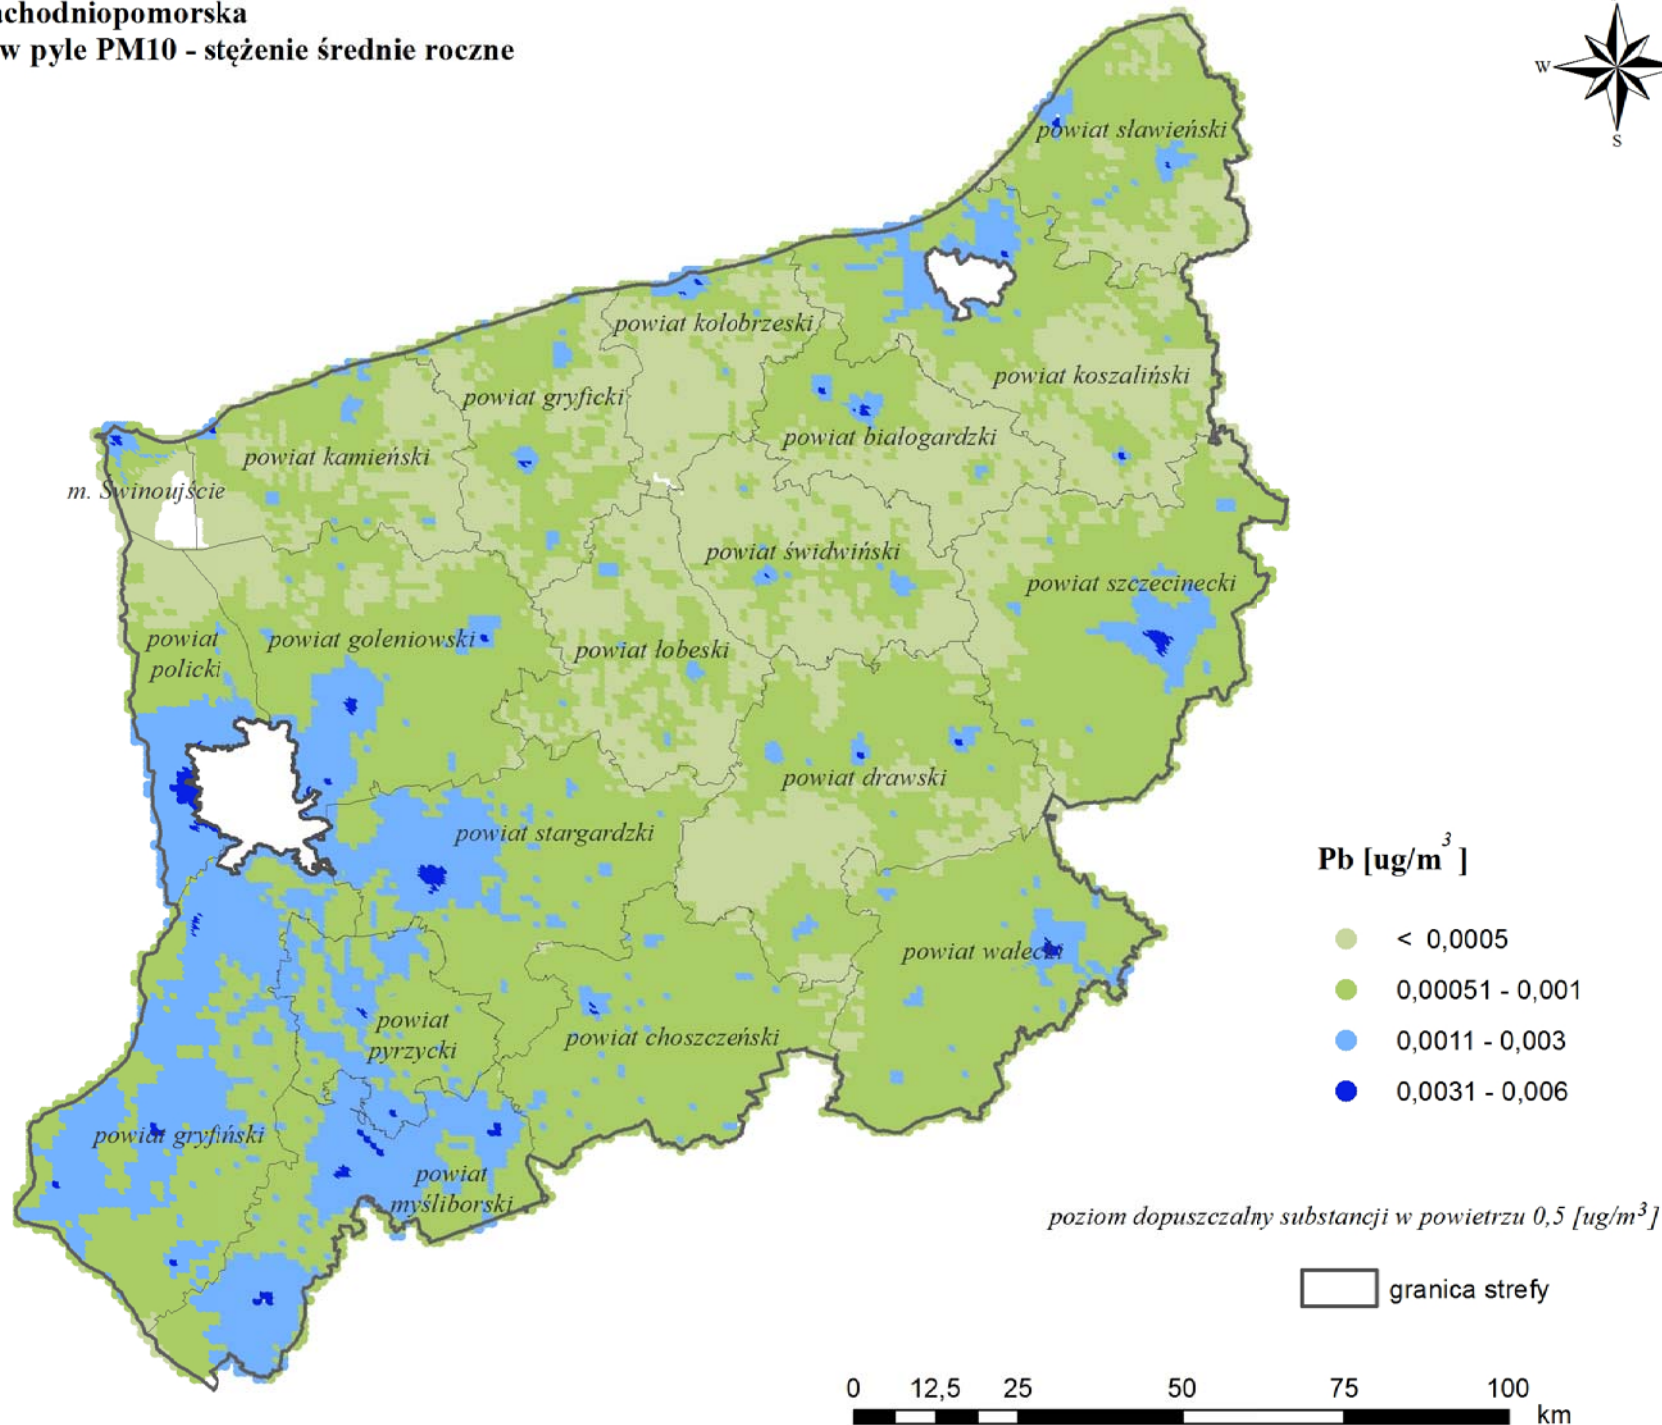 w pyle PM10 - stężenie średnie roczne
W
S
powiat sławieński
powiat kołobrzeski
powiat koszaliński
powiat gryficki
powiat białogardzki
powiat kamieński
m. Świnoujście
powiat świdwiński
powiat szczecinecki
powiat
policki
powiat goleniowski
powiat łobeski
powiat drawski
powiat stargardzki
powiat wałecki
powiat
pyrzycki
powiat choszczeński
powiat gryfiński
powiat
myśliborski
Pb [ug/m³]
< 0,0005
0,00051 - 0,001
0,0011 - 0,003
0,0031 - 0,006
poziom dopuszczalny substancji w powietrzu 0,5 [ug/m³]
granica strefy
0 12,5 25 50 75 100
km